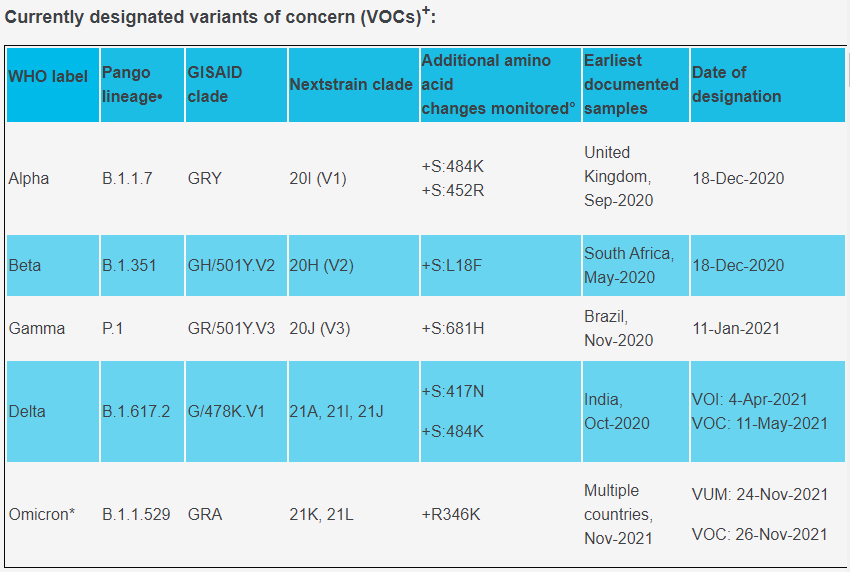 Currently designated variants of concern (VOCs)+:
WHO label
Pango
lineage•
GISAID
clade
Nextstrain clade
Additional amino
acid
changes monitored°
Earliest
documented
samples
Date of
designation
Alpha
B.1.1.7
GRY
20I (V1)
+S:484K
+S:452R
United
Kingdom,
Sep-2020
18-Dec-2020
Beta
B.1.351
GH/501Y.V2
20H (V2)
+S:L18F
South Africa,
May-2020
18-Dec-2020
Gamma
P.1
GR/501Y.V3
20J (V3)
+S:681H
Brazil,
Nov-2020
11-Jan-2021
Delta
B.1.617.2
G/478K.V1
21A, 21I, 21J
+S:417N
+S:484K
India,
Oct-2020
VOI: 4-Apr-2021
VOC: 11-May-2021
Omicron*
B.1.1.529
GRA
21K, 21L
+R346K
Multiple
countries,
Nov-2021
VUM: 24-Nov-2021
VOC: 26-Nov-2021